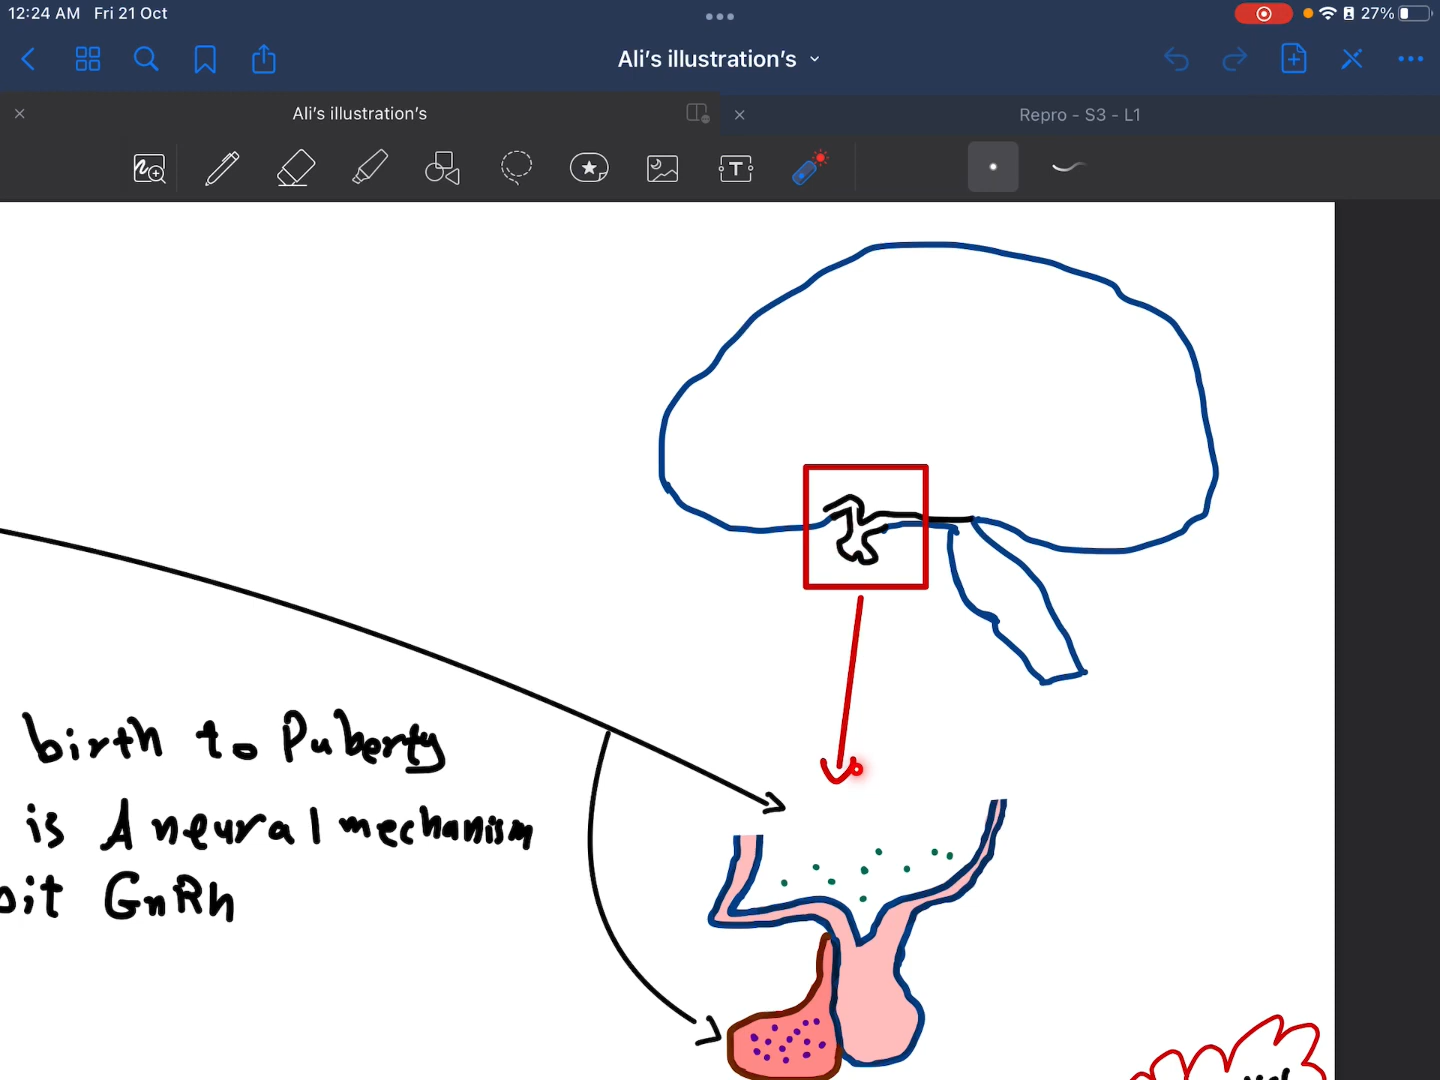 12:24 AM Fri 21 Oct
27%
Ali's illustration's
Ali's illustration's
Repro - S3 - L1
T
birth to Puberty
is A neural mechanism
GnRh